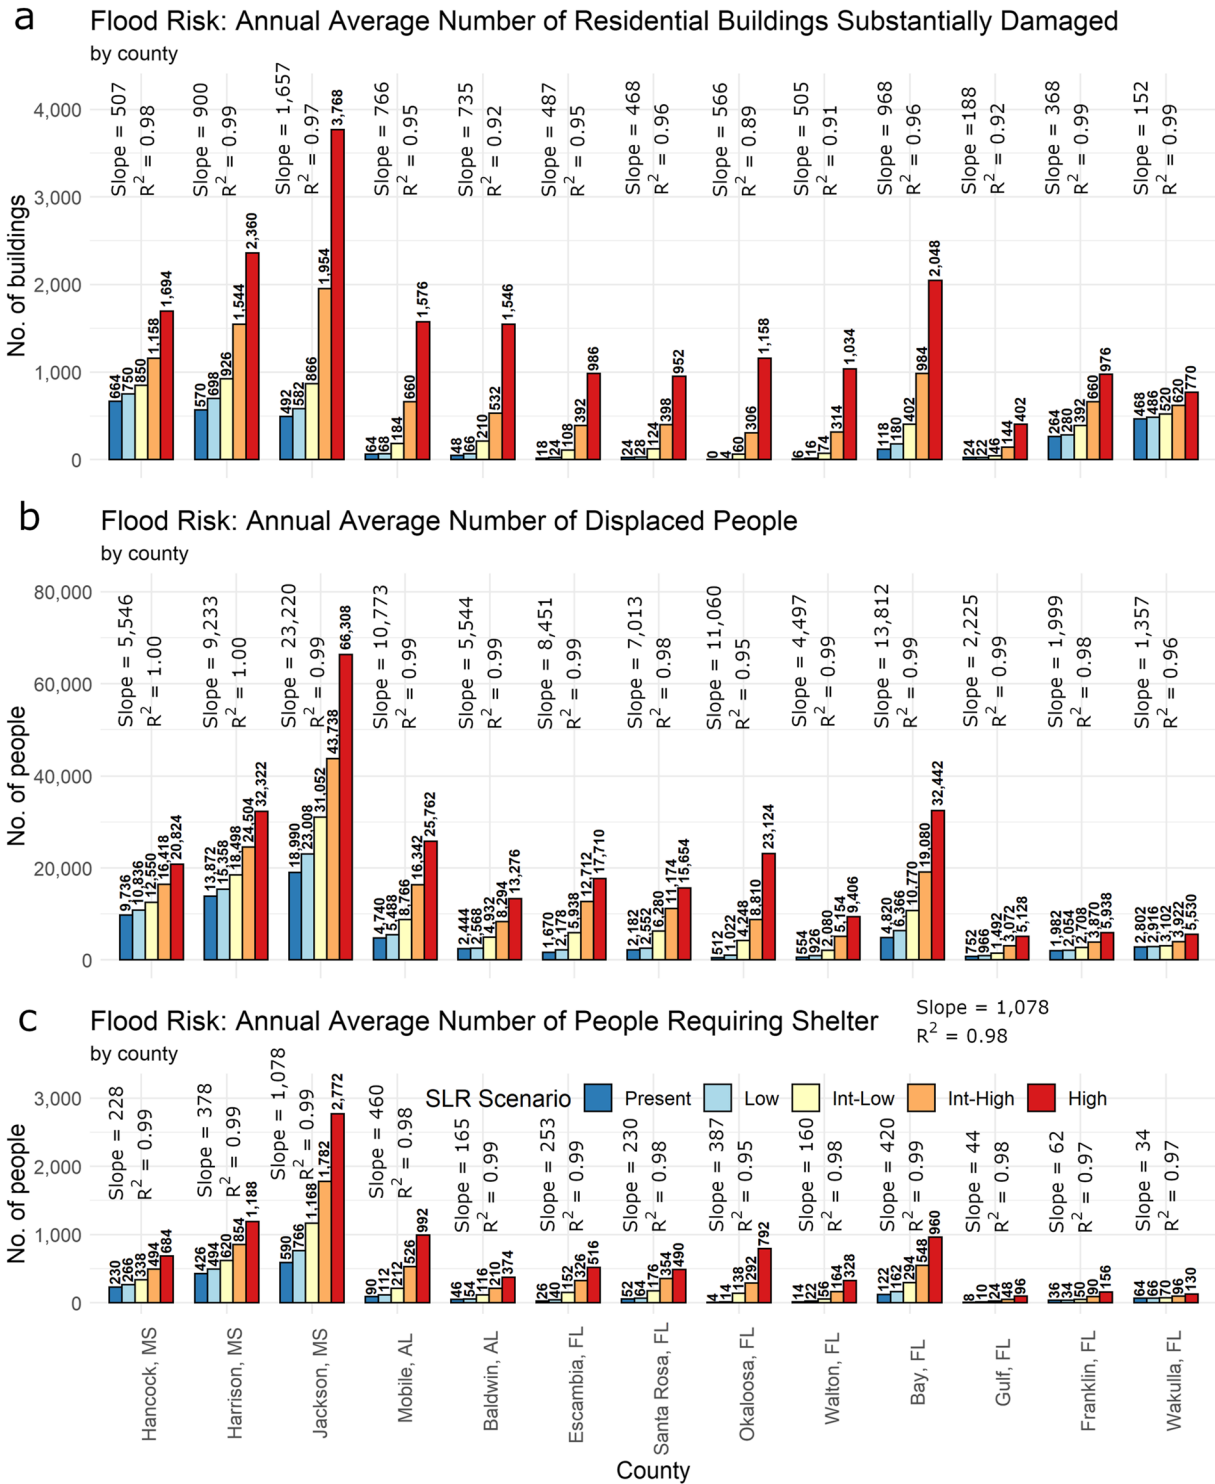 a Flood Risk: Annual Average Number of Residential Buildings Substantially Damaged
by county
No. of buildings
4,000
3,000
2,000
1,000
0
Slope = 507
R² = 0.98
Slope = 900
R² = 0.99
Slope = 1,657
R² = 0.97
Slope = 766
R² = 0.95
Slope = 735
R² = 0.92
Slope = 487
R² = 0.95
Slope = 468
R² = 0.96
Slope = 566
R² = 0.89
Slope = 505
R² = 0.91
Slope = 968
R² = 0.96
Slope =188
R² = 0.92
Slope = 368
R² = 0.99
Slope = 152
R² = 0.99
664 750 850 1,158 1,694
570 698 926 1,544 2,360
492 582 866 1,954 3,768
64 68 184 660 1,576
48 66 210 532 1,546
18 24 108 392 986
24 28 124 398 952
0 4 60 306 1,158
6 16 74 314 1,034
118 180 402 984 2,048
24 22 46 144 402
264 280 392 660 976
468 486 520 620 770
b Flood Risk: Annual Average Number of Displaced People
by county
No. of people
80,000
60,000
40,000
20,000
0
Slope = 5,546
R² = 1.00
Slope = 9,233
R² = 1.00
Slope = 23,220
R² = 0.99
Slope = 10,773
R² = 0.99
Slope = 5,544
R² = 0.99
Slope = 8,451
R² = 0.99
Slope = 7,013
R² = 0.98
Slope = 11,060
R² = 0.95
Slope = 4,497
R² = 0.99
Slope = 13,812
R² = 0.99
Slope = 2,225
R² = 0.99
Slope = 1,999
R² = 0.98
Slope = 1,357
R² = 0.96
9,736 10,836 12,550 16,418 20,824
13,872 15,358 18,498 24,504 32,322
18,990 23,008 31,052 43,738 66,308
4,740 5,488 8,766 16,342 25,762
2,444 2,568 4,932 8,294 13,276
1,670 2,178 5,938 12,712 17,710
2,182 2,552 6,280 11,174 15,654
512 1,022 4,248 8,810 23,124
554 926 2,080 5,154 9,406
4,820 6,366 10,770 19,080 32,442
752 966 1,492 3,072 5,128
1,982 2,054 2,708 3,870 5,938
2,802 2,916 3,102 3,922 5,530
c Flood Risk: Annual Average Number of People Requiring Shelter
by county
Slope = 1,078
R² = 0.98
SLR Scenario Present Low Int-Low Int-High High
No. of people
3,000
2,000
1,000
0
Slope = 228
R² = 0.99
Slope = 378
R² = 0.99
Slope = 1,078
R² = 0.99
Slope = 460
R² = 0.98
Slope = 165
R² = 0.99
Slope = 253
R² = 0.99
Slope = 230
R² = 0.98
Slope = 387
R² = 0.95
Slope = 160
R² = 0.98
Slope = 420
R² = 0.99
Slope = 44
R² = 0.98
Slope = 62
R² = 0.97
Slope = 34
R² = 0.97
230 266 338 494 684
426 494 620 854 1,188
590 766 1,168 1,782 2,772
90 112 212 526 992
46 54 116 210 374
26 40 152 326 516
52 64 176 354 490
4 14 138 292 792
14 22 56 164 328
122 162 294 548 960
8 10 24 48 96
36 34 50 90 156
64 66 70 96 130
Hancock, MS
Harrison, MS
Jackson, MS
Mobile, AL
Baldwin, AL
Escambia, FL
Santa Rosa, FL
Okaloosa, FL
Walton, FL
Bay, FL
Gulf, FL
Franklin, FL
Wakulla, FL
County